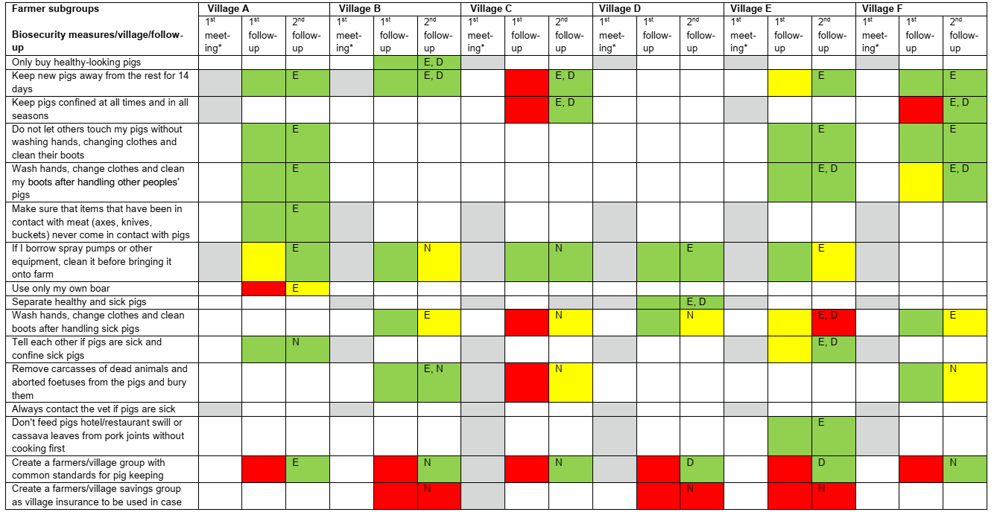 Farmer subgroups Village A Village B Village C Village D Village E Village F
Biosecurity measures/village/follow-up 1st meet-ing* 1st follow-up 2nd follow-up 1st meet-ing* 1st follow-up 2nd follow-up 1st meet-ing* 1st follow-up 2nd follow-up 1st meet-ing* 1st follow-up 2nd follow-up 1st meet-ing* 1st follow-up 2nd follow-up 1st meet-ing* 1st follow-up 2nd follow-up
Only buy healthy-looking pigs E, D
Keep new pigs away from the rest for 14 E E, D E, D E E
days
Keep pigs confined at all times and in all E, D E, D
seasons
Do not let others touch my pigs without E E E
washing hands, changing clothes and
clean their boots
Wash hands, change clothes and clean E E, D E, D
my boots after handling other peoples'
pigs
Make sure that items that have been in E
contact with meat (axes, knives,
buckets) never come in contact with pigs
If I borrow spray pumps or other E N N E E
equipment, clean it before bringing it
onto farm
Use only my own boar E
Separate healthy and sick pigs E, D
Wash hands, change clothes and clean E N N E, D E
boots after handling sick pigs
Tell each other if pigs are sick and N E, D
confine sick pigs
Remove carcasses of dead animals and E, N N N
aborted foetuses from the pigs and bury
them
Always contact the vet if pigs are sick
Don't feed pigs hotel/restaurant swill or E
cassava leaves from pork joints without
cooking first
Create a farmers/village group with E N N D D N
common standards for pig keeping
Create a farmers/village savings group N N N
as village insurance to be used in case